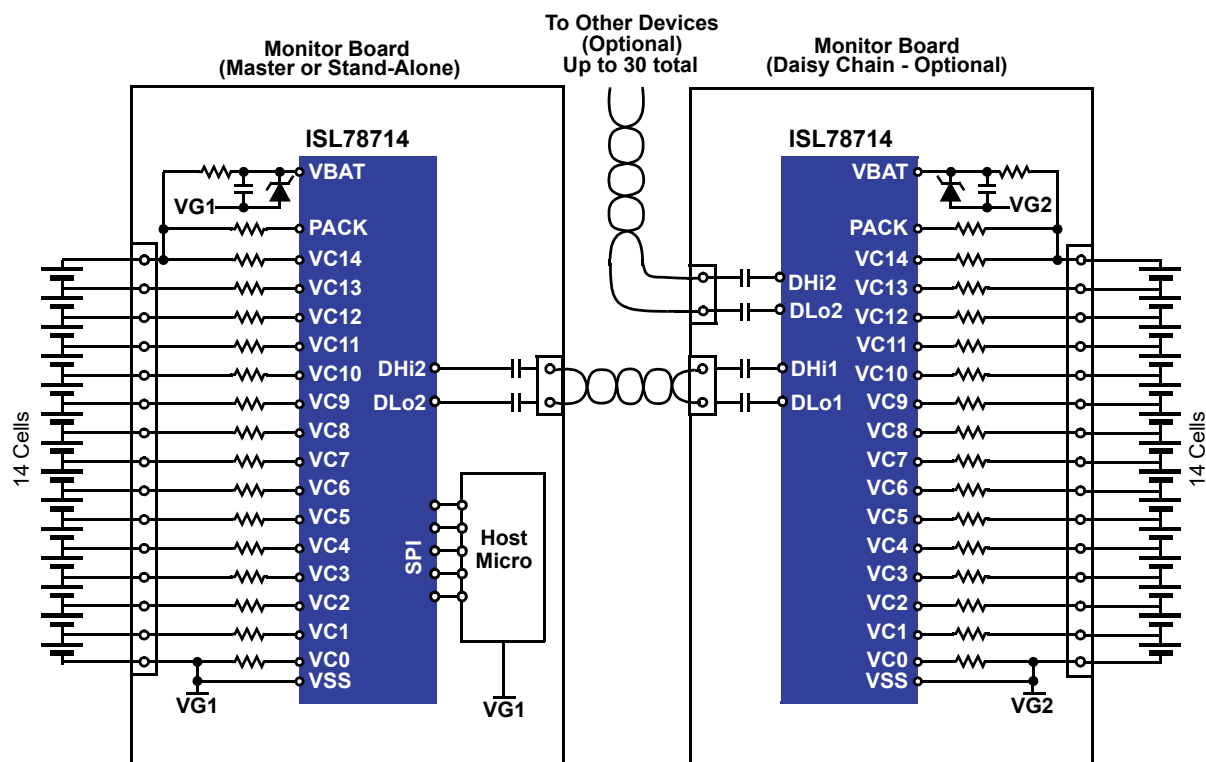 To Other Devices
(Optional)
Up to 30 total
Monitor Board
(Master or Stand-Alone)
Monitor Board
(Daisy Chain - Optional)
ISL78714
VBAT
VG1
PACK
VC14
VC13
VC12
VC11
VC10
VC9
VC8
VC7
VC6
VC5
VC4
VC3
VC2
VC1
VC0
VSS
VG1
14 Cells
DHi2
DLo2
SPI
Host
Micro
VG1
ISL78714
VBAT
VG2
PACK
VC14
VC13
VC12
VC11
VC10
VC9
VC8
VC7
VC6
VC5
VC4
VC3
VC2
VC1
VC0
VSS
VG2
DHi2
DLo2
DHi1
DLo1
14 Cells